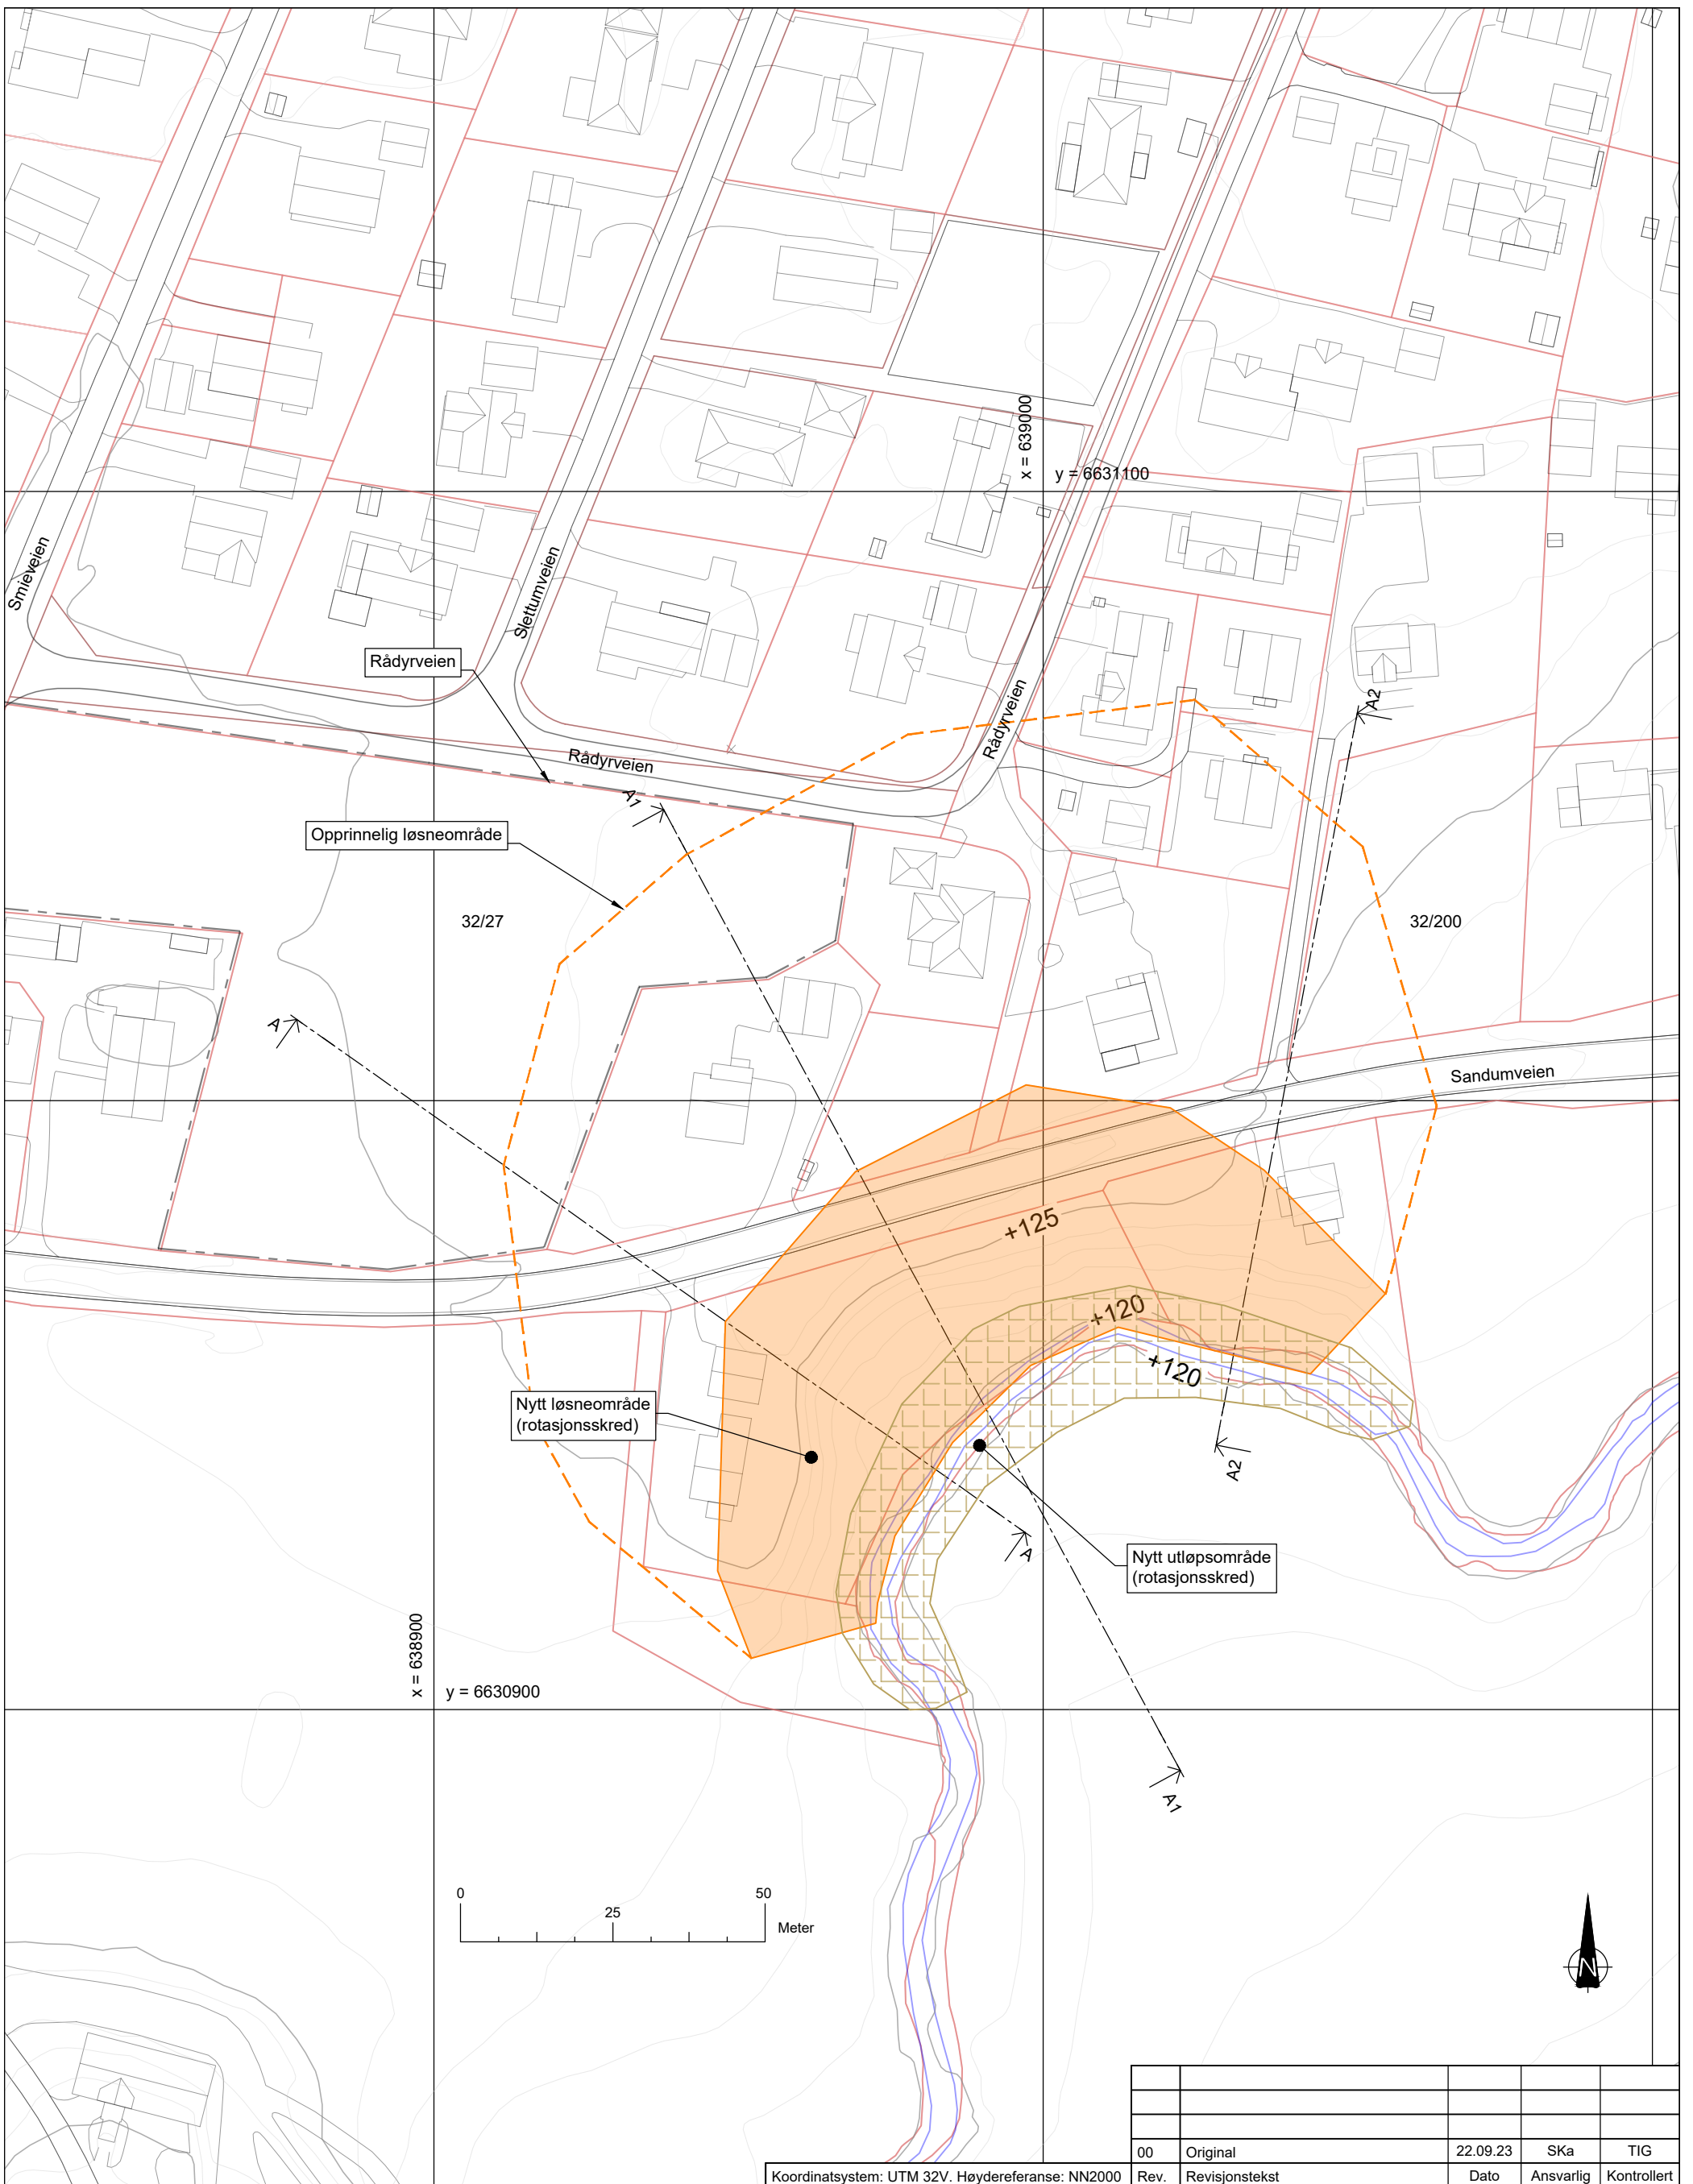 x = 639000
y = 6631100
Smieveien
Slettumveien
Rådyrveien
Rådyrveien
Rådyrveien
A2
A1
Opprinnelig løsneområde
32/27
32/200
A
Sandumveien
+125
+120
+120
Nytt løsneområde
(rotasjonsskred)
A2
A
Nytt utløpsområde
(rotasjonsskred)
x = 638900
y = 6630900
A1
0
25
50
Meter
N
00 Original 22.09.23 SKa TIG
Koordinatsystem: UTM 32V. Høydereferanse: NN2000
Rev. Revisjonstekst Dato Ansvarlig Kontrollert